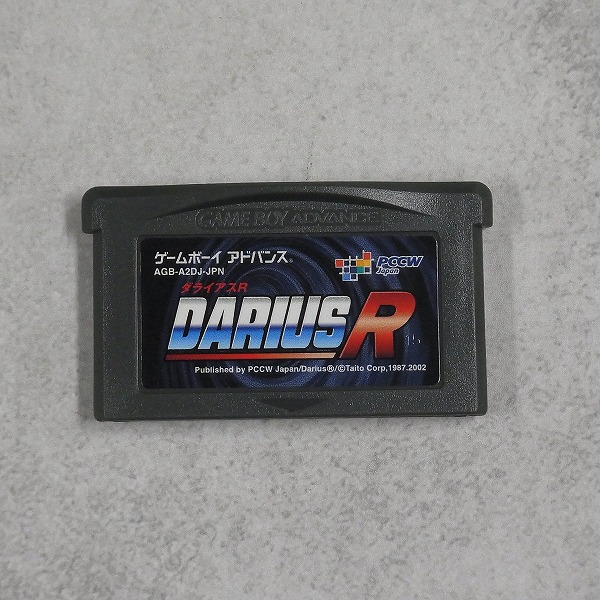 GAME BOY ADVANCE
ゲームボーイ アドバンス®
AGB-A2DJ-JPN
PCCW
Japan
ダライアスR
DARIUS R
Published by PCCW Japan/Darius®/©Taito Corp,1987.2002